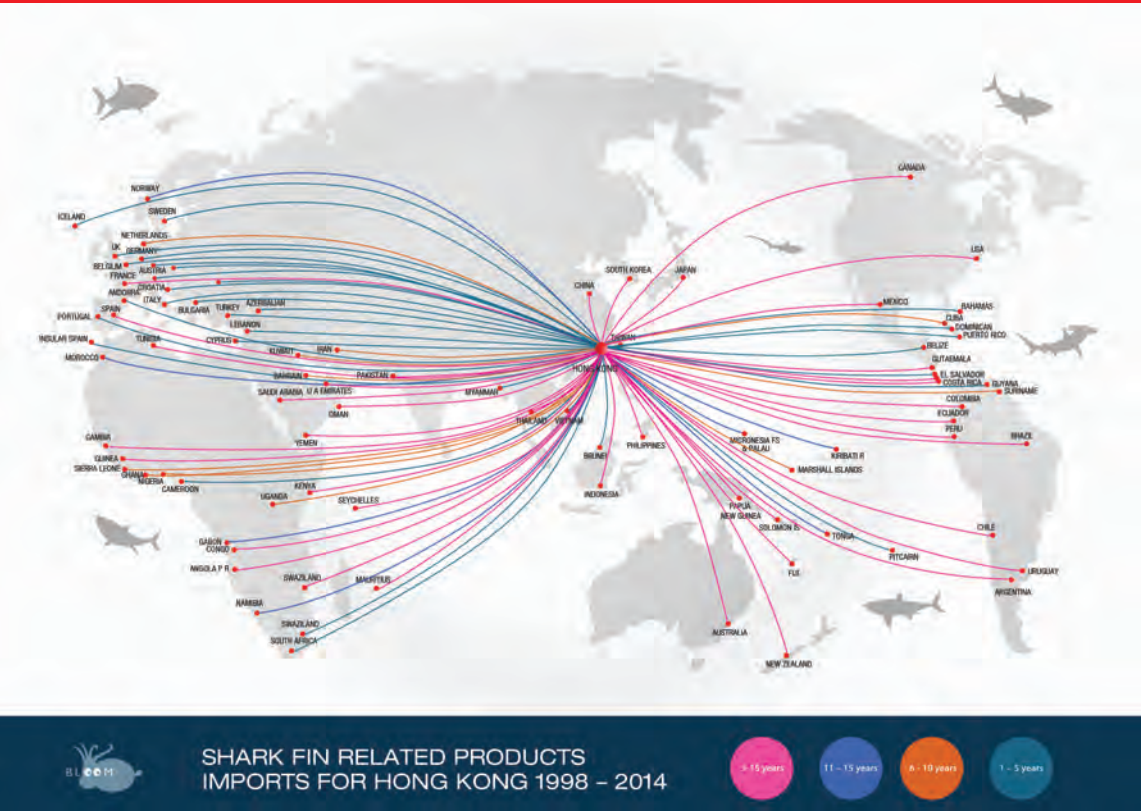 CANADA
NORWAY
ICELAND
SWEDEN
NETHERLANDS
UK
GERMANY
USA
BELGIUM
AUSTRIA
SOUTH KOREA
JAPAN
FRANCE
CROATIA
CHINA
ANDORRA
ITALY
AZERBAIJAN
MEXICO
BAHAMAS
SPAIN
BULGARIA
TURKEY
PORTUGAL
CUBA
LEBANON
DOMINICAN
INSULAR SPAIN
TUNISIA
CYPRUS
TAIWAN
PUERTO RICO
BELIZE
MOROCCO
KUWAIT
IRAN
GUTAEMALA
HONG KONG
BAHRAIN
PAKISTAN
EL SALVADOR
COSTA RICA
GUYANA
SAUDI ARABIA
U A EMIRATES
MYANMAR
SURINAME
COLOMBIA
OMAN
ECUADOR
THAILAND
VIETNAM
PERU
GAMBIA
YEMEN
PHILIPPINES
MICRONESIA FS
& PALAU
BRAZIL
GUINEA
BRUNEI
KIRIBATI R
SIERRA LEONE
MARSHALL ISLANDS
GHANA
NIGERIA
CAMEROON
KENYA
INDONESIA
UGANDA
SEYCHELLES
PAPUA
NEW GUINEA
SOLOMON IS
CHILE
TONGA
GABON
CONGO
PITCAIRN
ANGOLA P R
FIJI
URUGUAY
SWAZILAND
MAURITIUS
ARGENTINA
NAMIBIA
SWAZILAND
AUSTRALIA
SOUTH AFRICA
NEW ZEALAND
BLOOM
SHARK FIN RELATED PRODUCTS
IMPORTS FOR HONG KONG 1998 – 2014
11 – 15 years
6 - 10 years
1 – 5 years